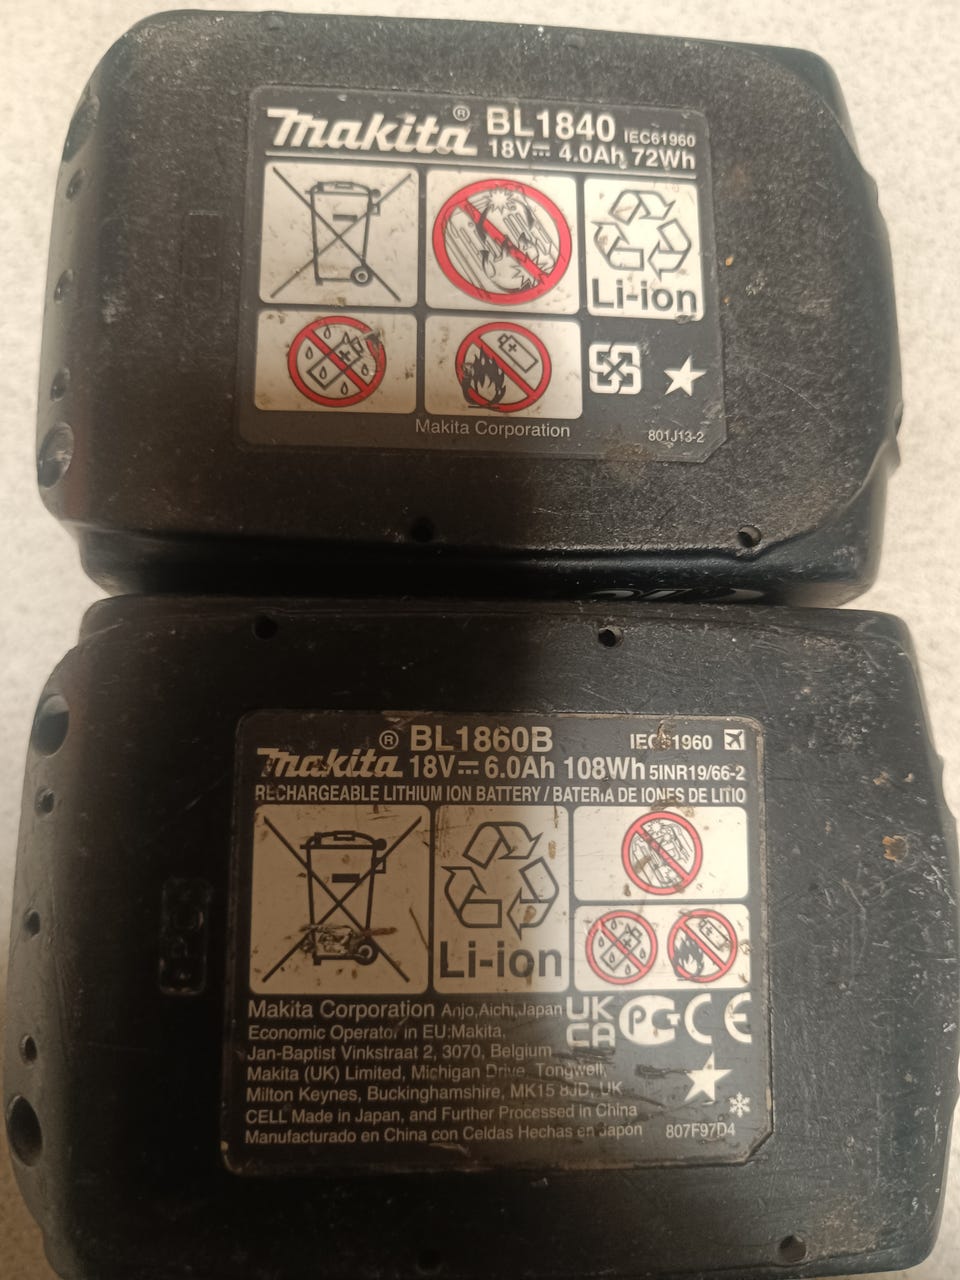 Makita® BL1840 IEC61960
18V 4.0Ah 72Wh
Li-ion
Makita Corporation
801J13-2
Makita® BL1860B IEC61960
18V 6.0Ah 108Wh 5INR19/66-2
RECHARGEABLE LITHIUM ION BATTERY / BATERIA DE IONES DE LITIO
Li-ion
Makita Corporation Anjo,Aichi,Japan
UK
CA
PG CE
Economic Operator in EU:Makita,
Jan-Baptist Vinkstraat 2, 3070, Belgium
Makita (UK) Limited, Michigan Drive, Tongwell,
Milton Keynes, Buckinghamshire, MK15 8JD, UK
CELL Made in Japan, and Further Processed in China
Manufacturado en China con Celdas Hechas en Japon
807F97D4